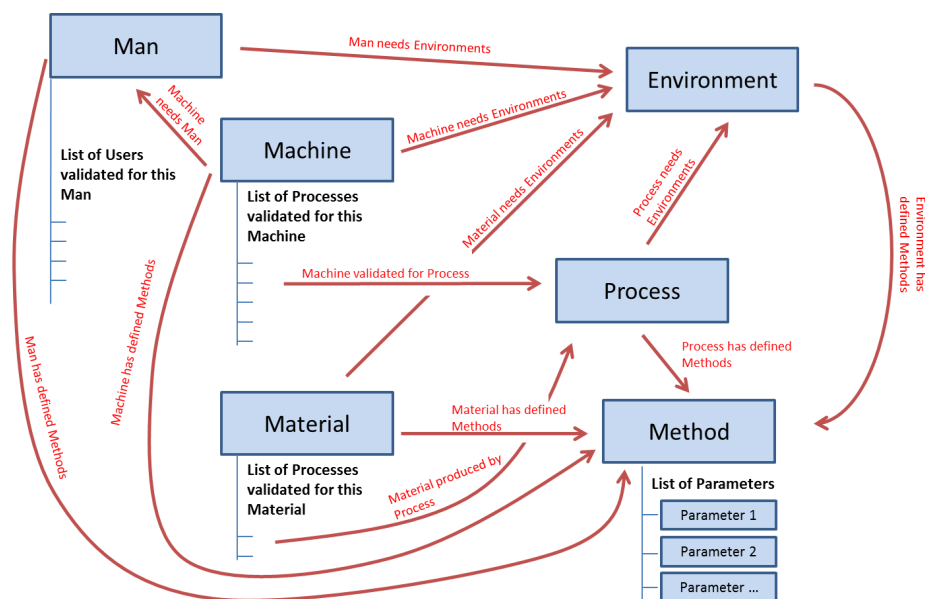 Man
Man needs Environments
Environment
Machine
needs Man
Machine
Machine needs Environments
List of Users
validated for this
Man
List of Processes
validated for this
Machine
Material needs Environments
Process needs
Environments
Environment has
defined Methods
Machine validated for Process
Process
Man has defined Methods
Machine has defined Methods
Process has defined
Methods
Material
Material has defined
Methods
Method
List of Processes
validated for this
Material
Material produced by
Process
List of Parameters
Parameter 1
Parameter 2
Parameter ...